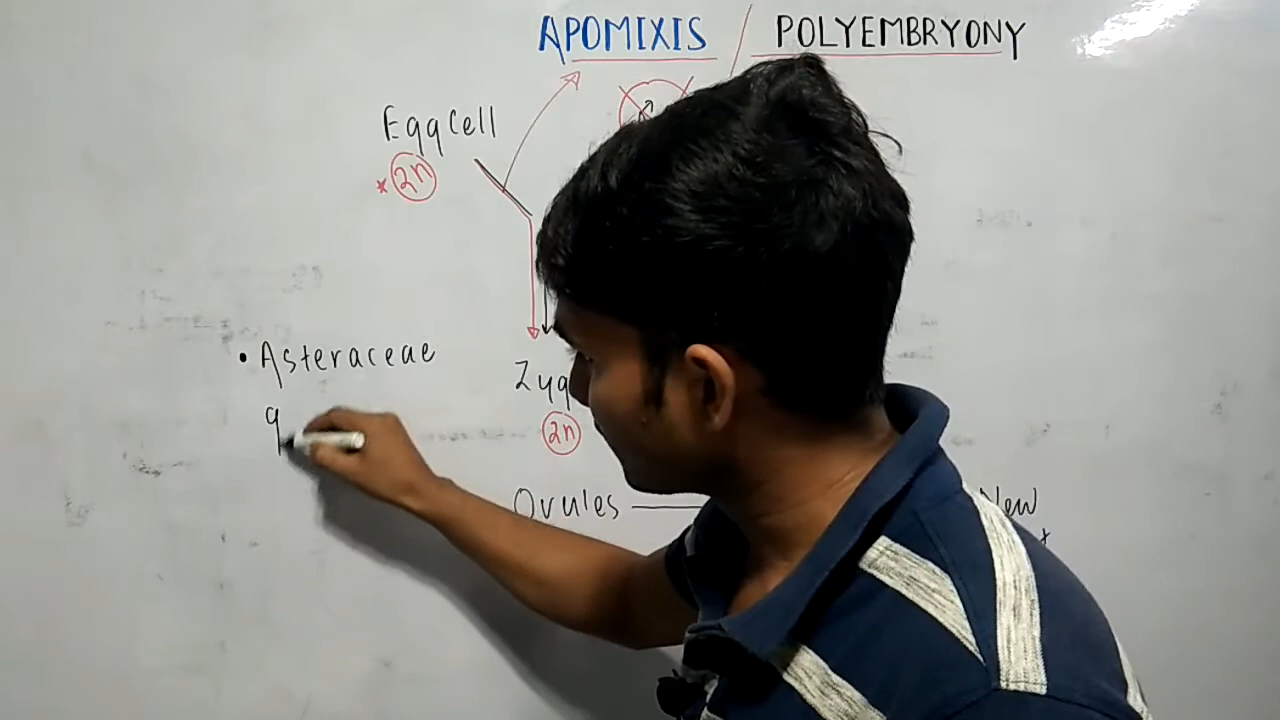 APOMIXIS / POLYEMBRYONY
Egg Cell
*2n
• Asteraceae
g
Zyg
2n
Ovules
New